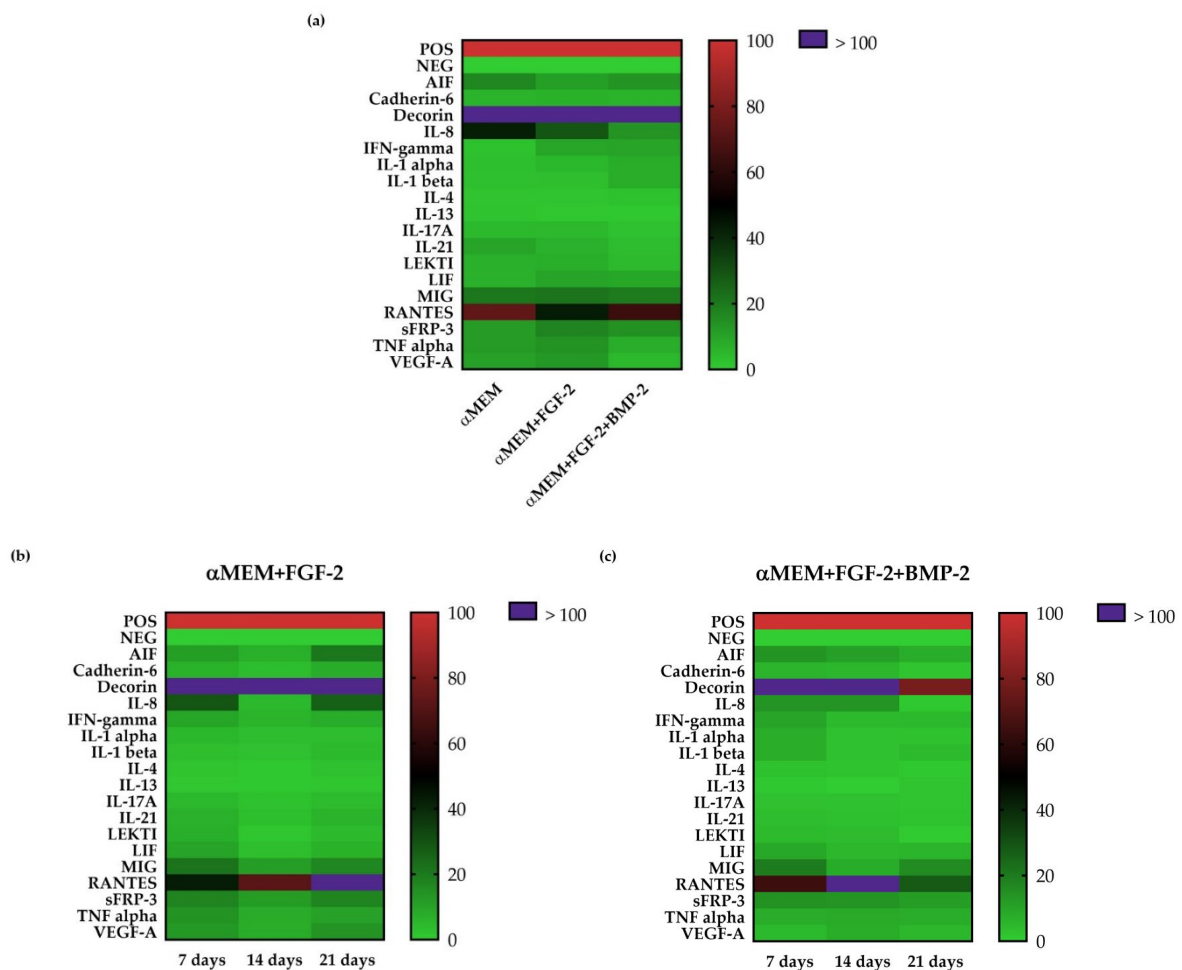 (a)
POS
NEG
AIF
Cadherin-6
Decorin
IL-8
IFN-gamma
IL-1 alpha
IL-1 beta
IL-4
IL-13
IL-17A
IL-21
LEKTI
LIF
MIG
RANTES
sFRP-3
TNF alpha
VEGF-A
αMEM
αMEM+FGF-2
αMEM+FGF-2+BMP-2
100
80
60
40
20
0
> 100
(b)
αMEM+FGF-2
POS
NEG
AIF
Cadherin-6
Decorin
IL-8
IFN-gamma
IL-1 alpha
IL-1 beta
IL-4
IL-13
IL-17A
IL-21
LEKTI
LIF
MIG
RANTES
sFRP-3
TNF alpha
VEGF-A
7 days 14 days 21 days
100
80
60
40
20
0
> 100
(c)
αMEM+FGF-2+BMP-2
POS
NEG
AIF
Cadherin-6
Decorin
IL-8
IFN-gamma
IL-1 alpha
IL-1 beta
IL-4
IL-13
IL-17A
IL-21
LEKTI
LIF
MIG
RANTES
sFRP-3
TNF alpha
VEGF-A
7 days 14 days 21 days
100
80
60
40
20
0
> 100